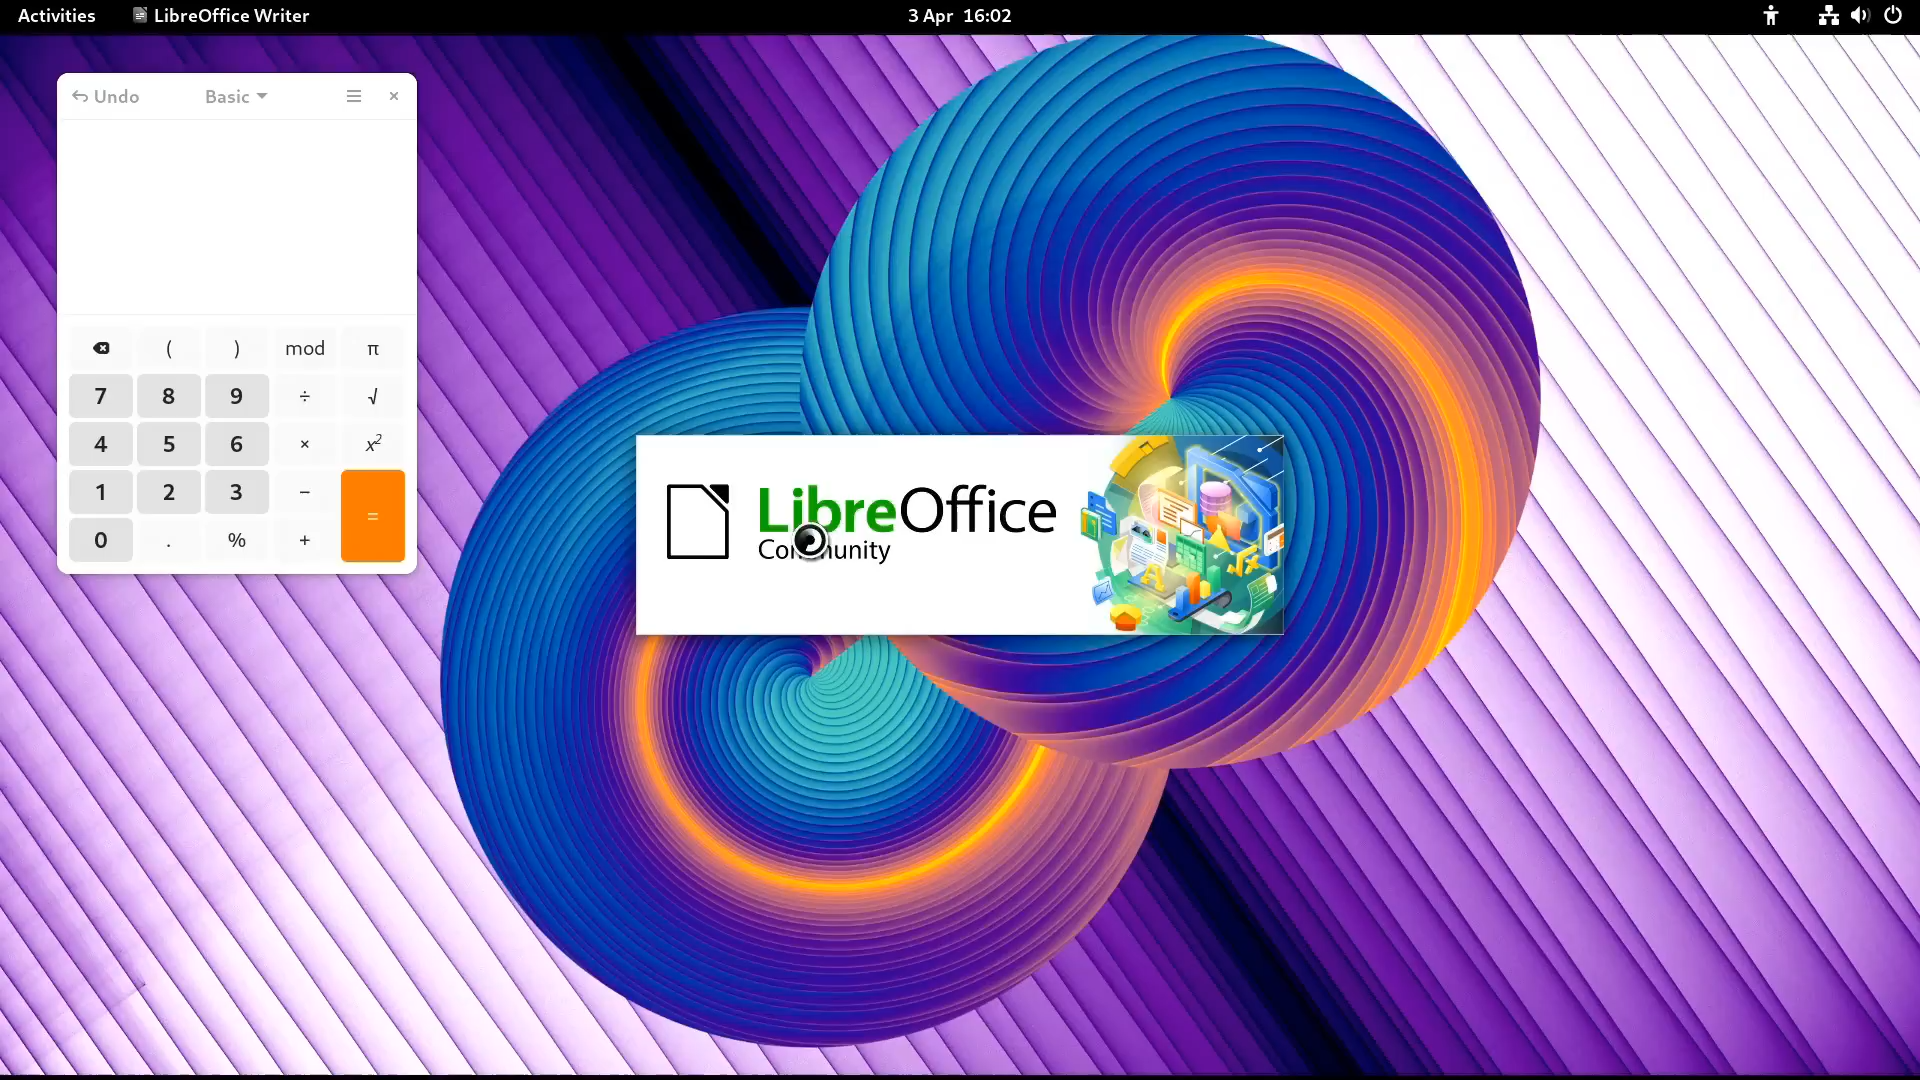 Activities LibreOffice Writer 3 Apr 16:02
Undo Basic ×
( ) mod π
7 8 9 ÷ √
4 5 6 × x²
1 2 3 − =
0 . % +
LibreOffice
Community